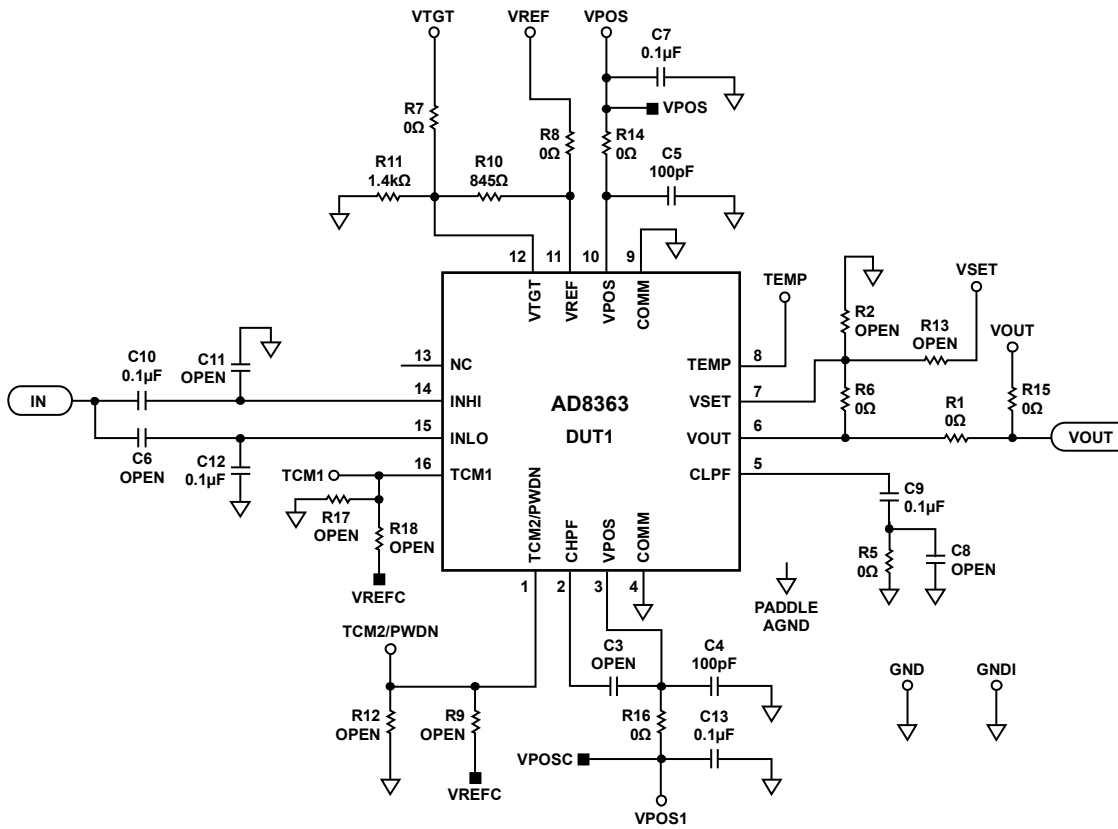 VTGT
VREF
VPOS
C7
0.1µF
VPOS
R7
0Ω
R8
0Ω
R14
0Ω
C5
100pF
R11
1.4kΩ
R10
845Ω
12
11
10
9
VTGT
VREF
VPOS
COMM
TEMP
VSET
R2
OPEN
R13
OPEN
VOUT
C10
0.1µF
C11
OPEN
13
NC
TEMP
8
IN
14
INHI
AD8363
VSET
7
R6
0Ω
R1
0Ω
R15
0Ω
15
INLO
DUT1
VOUT
6
VOUT
C6
OPEN
C12
0.1µF
16
TCM1
TCM1
CLPF
5
R17
OPEN
R18
OPEN
VREFC
TCM2/PWDN
CHPF
VPOS
COMM
C9
0.1µF
R5
0Ω
C8
OPEN
1
2
3
4
PADDLE
AGND
TCM2/PWDN
C3
OPEN
C4
100pF
GND
GNDI
R12
OPEN
R9
OPEN
R16
0Ω
C13
0.1µF
VPOSC
VREFC
VPOS1